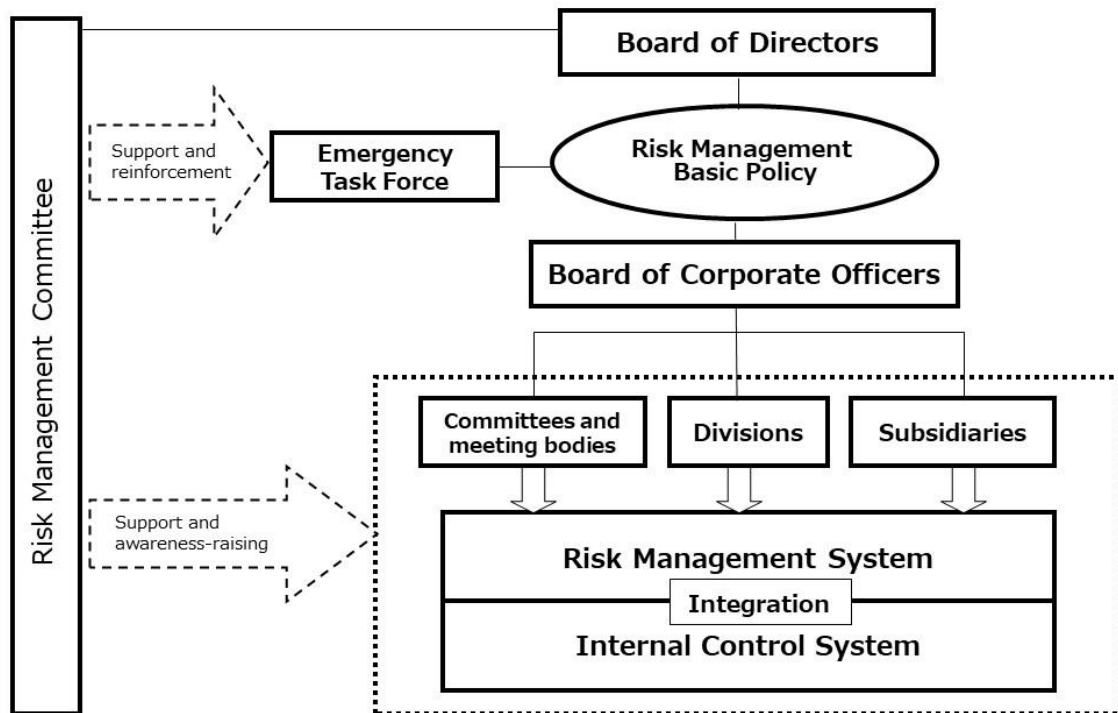 Risk Management Committee
Board of Directors
Support and
reinforcement
Emergency
Task Force
Risk Management
Basic Policy
Board of Corporate Officers
Committees and
meeting bodies
Divisions
Subsidiaries
Support and
awareness-raising
Risk Management System
Integration
Internal Control System